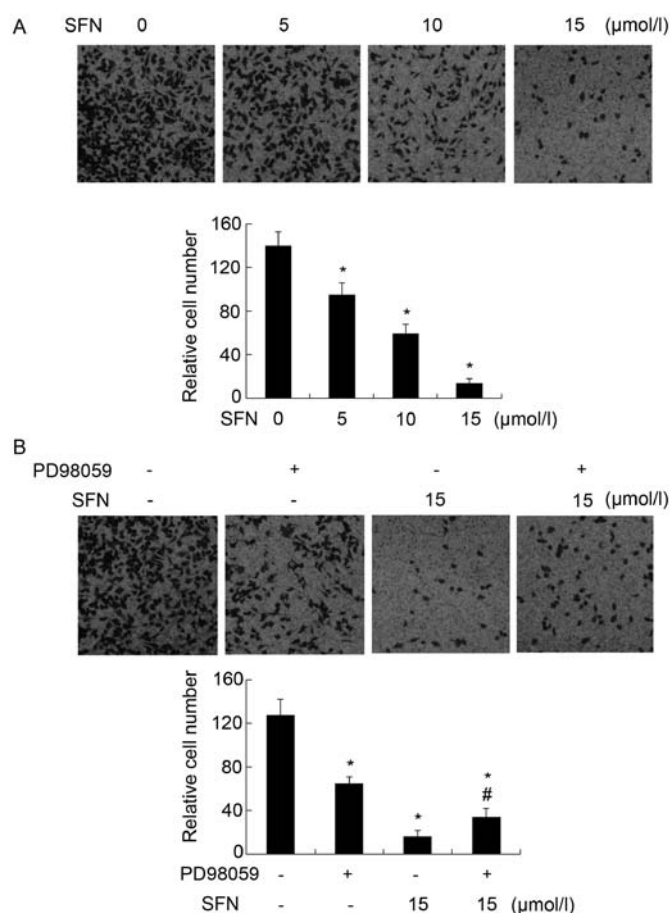 A
SFN 0 5 10 15 (µmol/l)
160
120
80
40
0
Relative cell number
* * *
SFN 0 5 10 15 (µmol/l)
B
PD98059 - + - +
SFN - - 15 15 (µmol/l)
160
120
80
40
0
Relative cell number
* * *
#
PD98059 - + - +
SFN - - 15 15 (µmol/l)